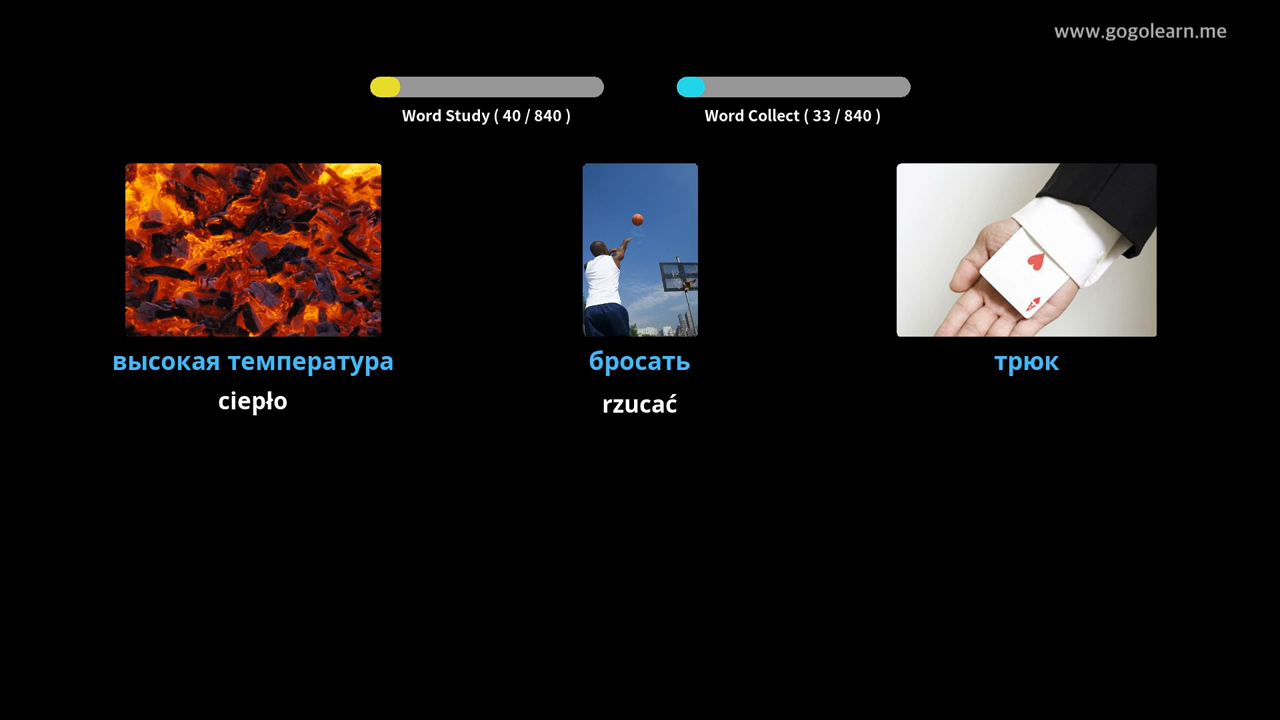 www.gogolearn.me
Word Study ( 40 / 840 )
Word Collect ( 33 / 840 )
высокая температура
бросать
трюк
ciepło
rzucać